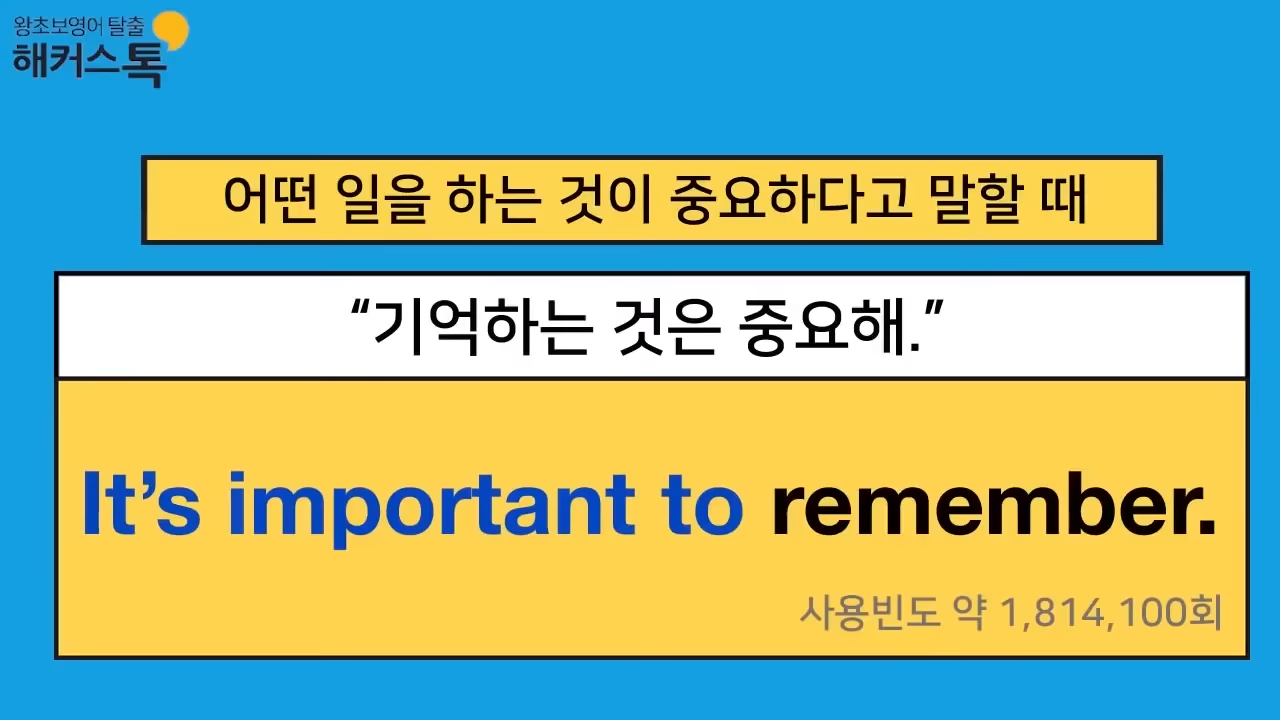 왕초보영어 탈출
해커스톡
어떤 일을 하는 것이 중요하다고 말할 때
“기억하는 것은 중요해.”
It’s important to remember.
사용빈도 약 1,814,100회